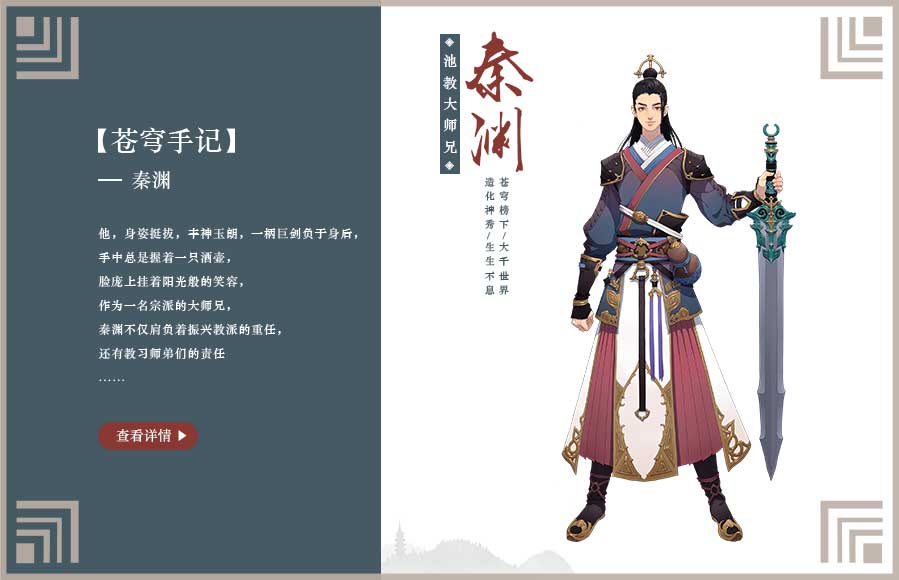 【苍穹手记】
— 秦渊
他，身姿挺拔，丰神玉朗，一柄巨剑负于身后，
手中总是握着一只酒壶，
脸庞上挂着阳光般的笑容，
作为一名宗派的大师兄，
秦渊不仅肩负着振兴教派的重任，
还有教习师弟们的责任
……
查看详情
秦渊
池教大师兄
苍穹榜下/大千世界
造化神秀/生生不息